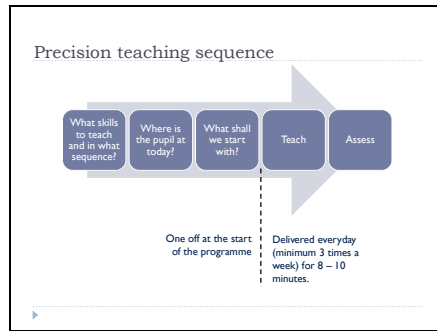 Precision teaching sequence
What skills
to teach
and in what
sequence?
Where is
the pupil at
today?
What shall
we start
with?
Teach
Assess
One off at the start
of the programme
Delivered everyday
(minimum 3 times a
week) for 8 – 10
minutes.